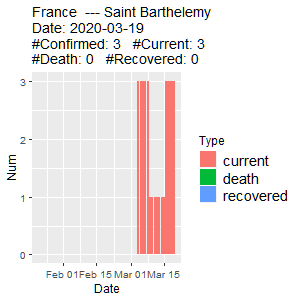 France  --- Saint Barthelemy
Date: 2020-03-19
#Confirmed: 3   #Current: 3
#Death: 0   #Recovered: 0
3
2
1
0
Num
Feb 01 Feb 15 Mar 01 Mar 15
Date
Type
current
death
recovered